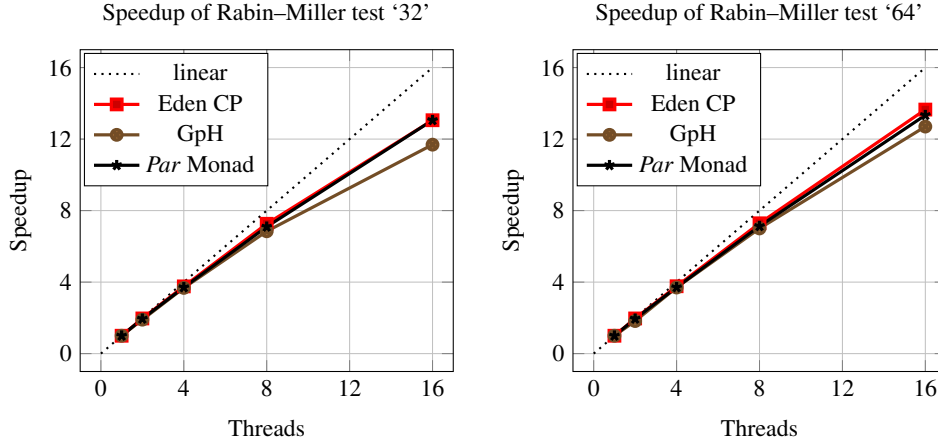 Speedup of Rabin–Miller test ‘32’
16
12
8
4
0
Speedup
linear
Eden CP
GpH
Par Monad
0 4 8 12 16
Threads
Speedup of Rabin–Miller test ‘64’
16
12
8
4
0
Speedup
linear
Eden CP
GpH
Par Monad
0 4 8 12 16
Threads